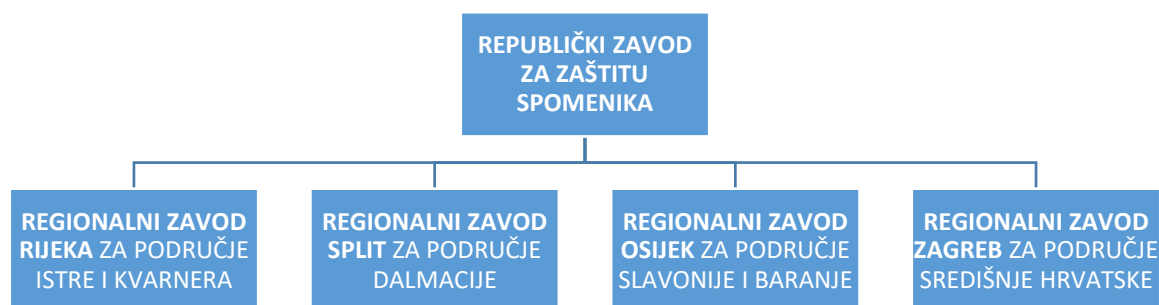 REPUBLIČKI ZAVOD
ZA ZAŠTITU
SPOMENIKA
REGIONALNI ZAVOD
RIJEKA ZA PODRUČJE
ISTRE I KVARNERA
REGIONALNI ZAVOD
SPLIT ZA PODRUČJE
DALMACIJE
REGIONALNI ZAVOD
OSIJEK ZA PODRUČJE
SLAVONIJE I BARANJE
REGIONALNI ZAVOD
ZAGREB ZA PODRUČJE
SREDIŠNJE HRVATSKE